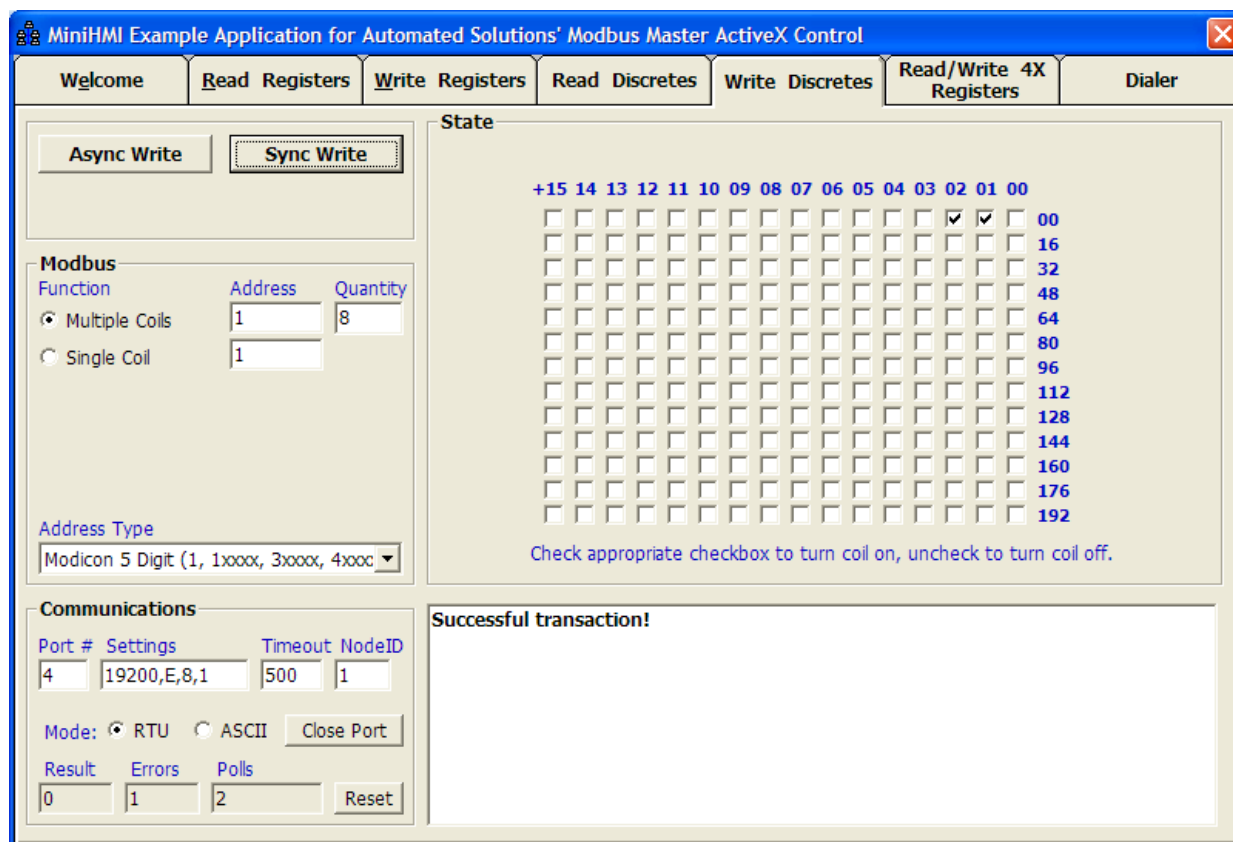 MiniHMI Example Application for Automated Solutions' Modbus Master ActiveX Control
Welcome
Read Registers
Write Registers
Read Discretes
Write Discretes
Read/Write 4X
Registers
Dialer
Async Write
Sync Write
Modbus
Function Address Quantity
Multiple Coils 1 8
Single Coil 1
Address Type
Modicon 5 Digit (1, 1xxxx, 3xxxx, 4xxxx
Communications
Port # Settings Timeout NodeID
4 19200,E,8,1 500 1
Mode: RTU ASCII Close Port
Result Errors Polls
0 1 2 Reset
State
+15 14 13 12 11 10 09 08 07 06 05 04 03 02 01 00
00
16
32
48
64
80
96
112
128
144
160
176
192
Check appropriate checkbox to turn coil on, uncheck to turn coil off.
Successful transaction!